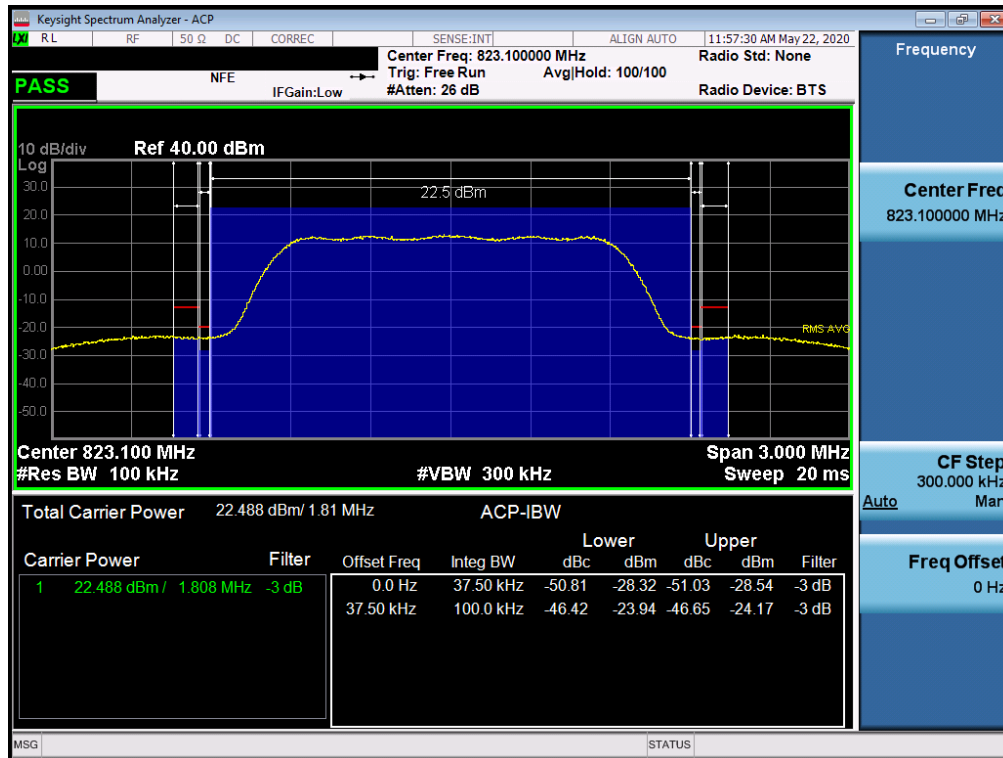 Keysight Spectrum Analyzer - ACP
LXI RL RF 50 Ω DC CORREC SENSE:INT ALIGN AUTO 11:57:30 AM May 22, 2020
Center Freq: 823.100000 MHz Radio Std: None
PASS NFE Trig: Free Run Avg|Hold: 100/100
IFGain:Low #Atten: 26 dB Radio Device: BTS
10 dB/div Ref 40.00 dBm
Log
30.0
22.5 dBm
20.0
10.0
0.00
-10.0
-20.0
RMS AVG
-30.0
-40.0
-50.0
Center 823.100 MHz Span 3.000 MHz
#Res BW 100 kHz #VBW 300 kHz Sweep 20 ms
Total Carrier Power 22.488 dBm/ 1.81 MHz ACP-IBW
Lower Upper
Carrier Power Filter Offset Freq Integ BW dBc dBm dBc dBm Filter
1 22.488 dBm / 1.808 MHz -3 dB 0.0 Hz 37.50 kHz -50.81 -28.32 -51.03 -28.54 -3 dB
37.50 kHz 100.0 kHz -46.42 -23.94 -46.65 -24.17 -3 dB
MSG STATUS
Frequency
Center Freq
823.100000 MHz
CF Step
300.000 kHz
Auto Man
Freq Offset
0 Hz